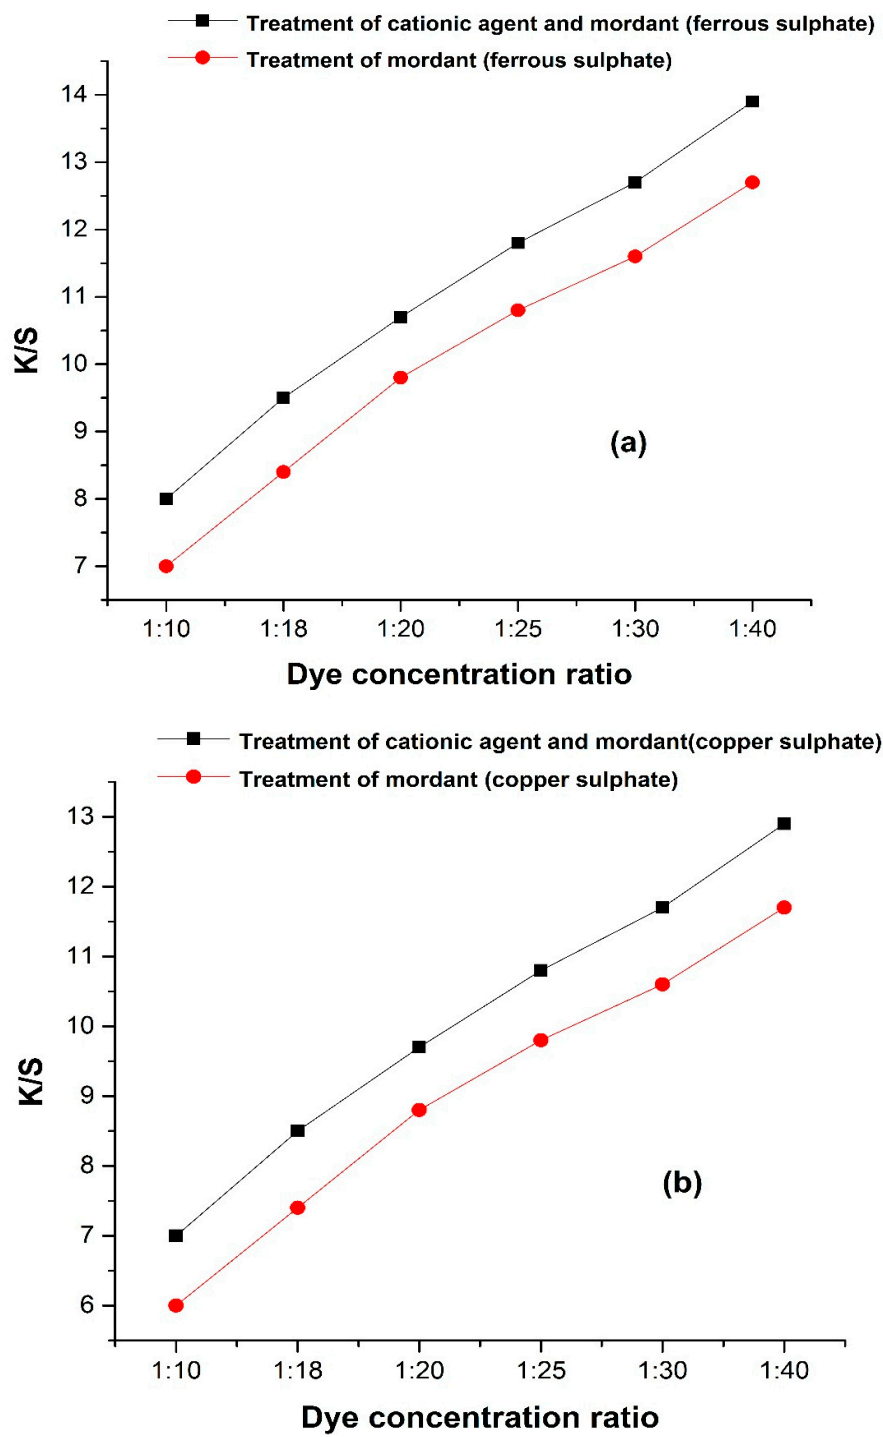 Treatment of cationic agent and mordant (ferrous sulphate)
Treatment of mordant (ferrous sulphate)
14
13
12
11
10
9
8
7
K/S
(a)
1:10 1:18 1:20 1:25 1:30 1:40
Dye concentration ratio
Treatment of cationic agent and mordant(copper sulphate)
Treatment of mordant (copper sulphate)
13
12
11
10
9
8
7
6
K/S
(b)
1:10 1:18 1:20 1:25 1:30 1:40
Dye concentration ratio